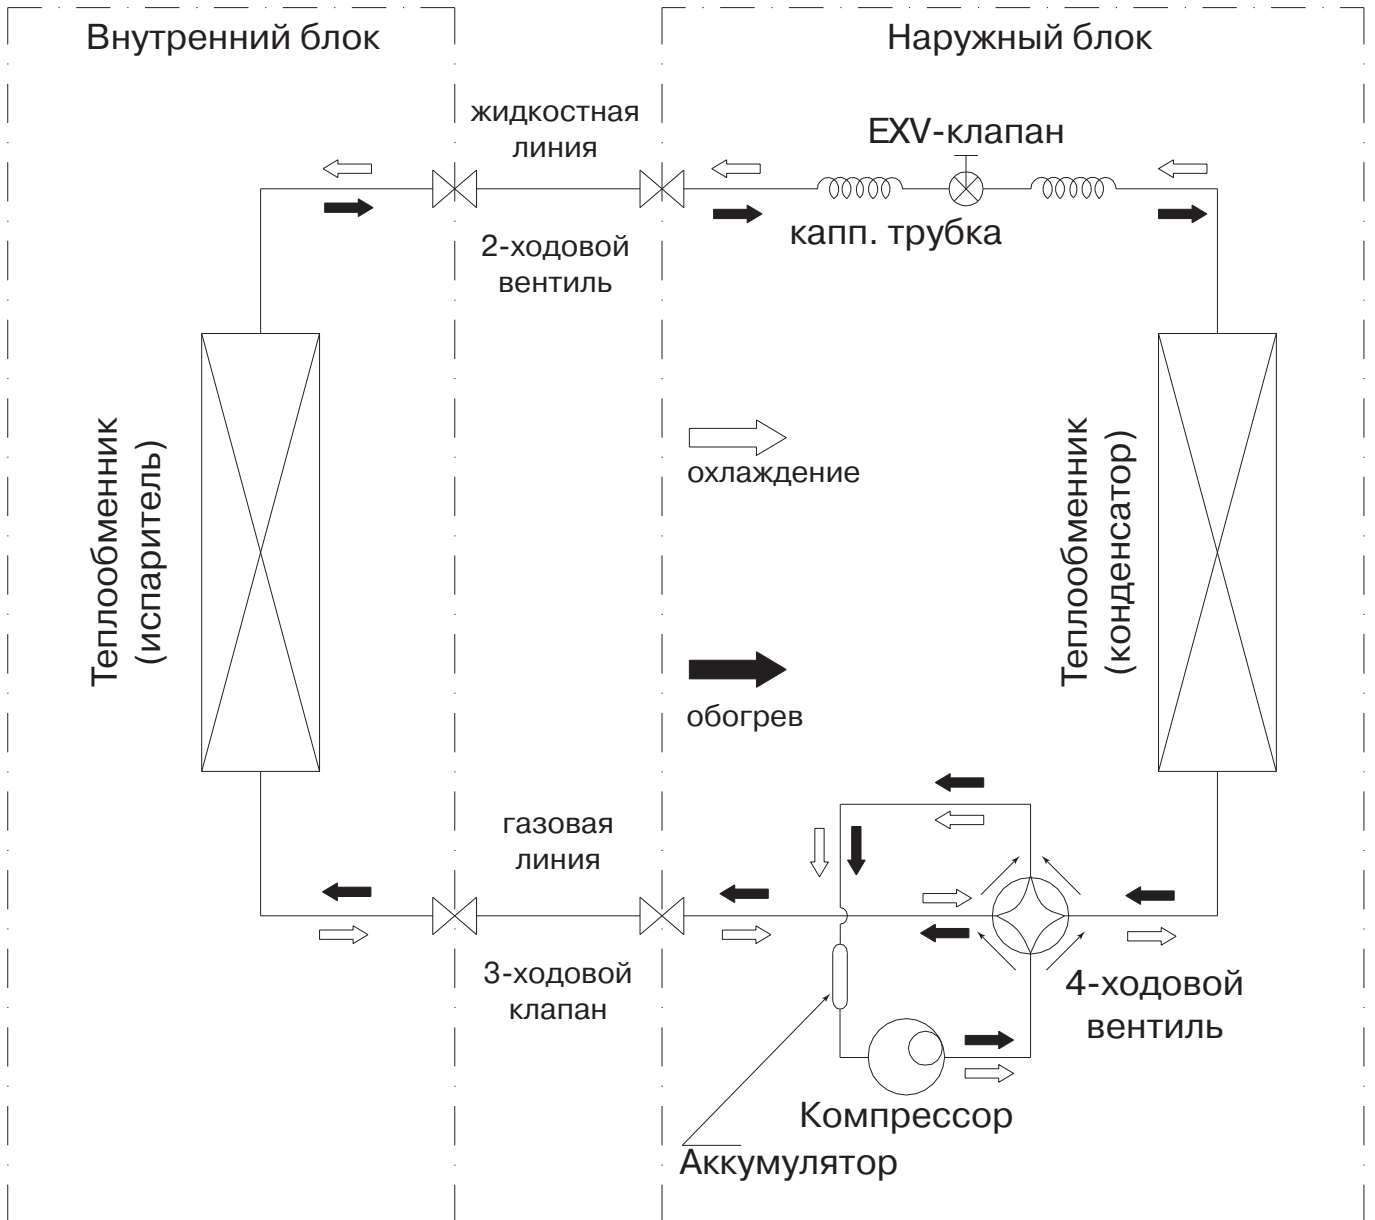 Внутренний блок
Наружный блок
жидкостная
линия
EXV-клапан
капп. трубка
2-ходовой
вентиль
Теплообменник
(испаритель)
охлаждение
Теплообменник
(конденсатор)
обогрев
газовая
линия
3-ходовой
клапан
4-ходовой
вентиль
Компрессор
Аккумулятор